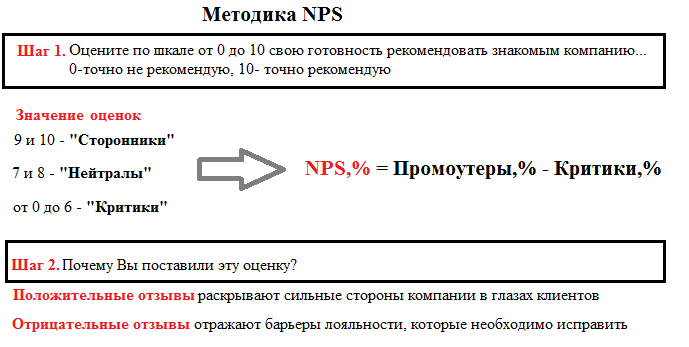 Методика NPS
Шаг 1. Оцените по шкале от 0 до 10 свою готовность рекомендовать знакомым компанию...
0-точно не рекомендую, 10- точно рекомендую
Значение оценок
9 и 10 - "Сторонники"
7 и 8 - "Нейтралы"
от 0 до 6 - "Критики"
NPS,% = Промоутеры,% - Критики,%
Шаг 2. Почему Вы поставили эту оценку?
Положительные отзывы раскрывают сильные стороны компании в глазах клиентов
Отрицательные отзывы отражают барьеры лояльности, которые необходимо исправить